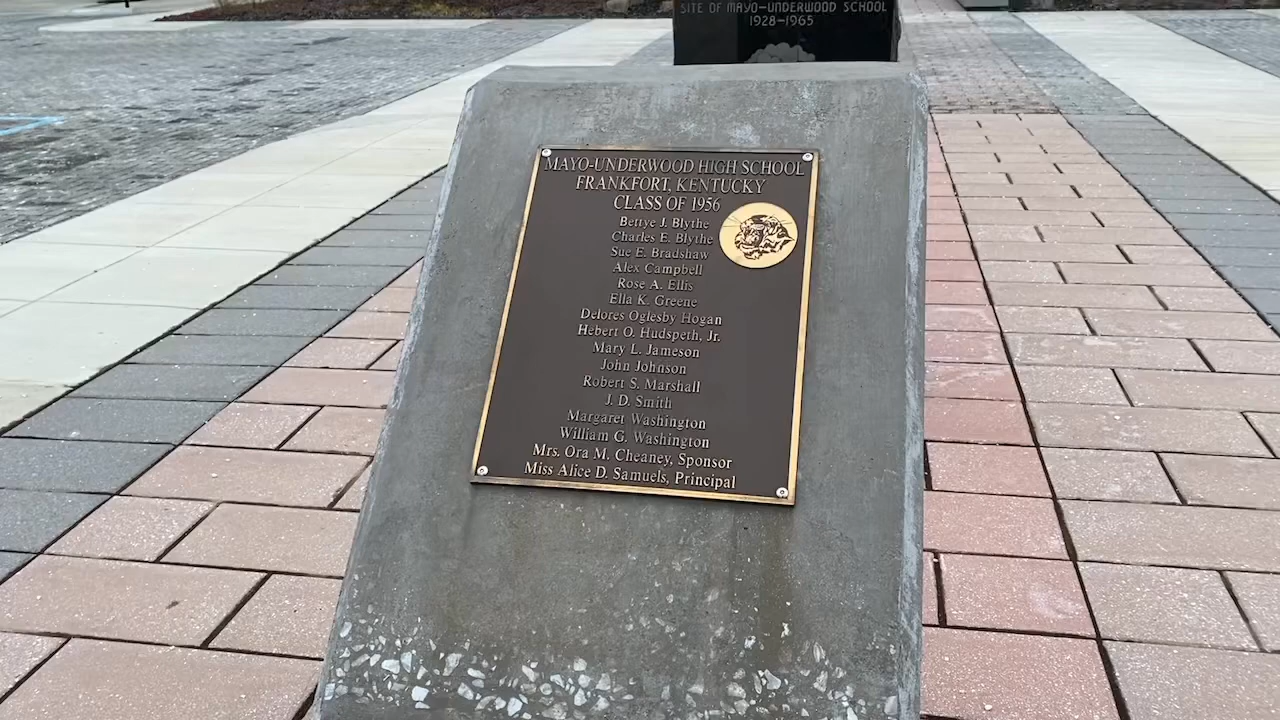 SITE OF MAYO-UNDERWOOD SCHOOL
1928-1965
MAYO-UNDERWOOD HIGH SCHOOL
FRANKFORT, KENTUCKY
CLASS OF 1956
Bettye J. Blythe
Charles E. Blythe
Sue E. Bradshaw
Alex Campbell
Rose A. Ellis
Ella K. Greene
Delores Oglesby Hogan
Hebert O. Hudspeth, Jr.
Mary L. Jameson
John Johnson
Robert S. Marshall
J. D. Smith
Margaret Washington
William G. Washington
Mrs. Ora M. Cheaney, Sponsor
Miss Alice D. Samuels, Principal